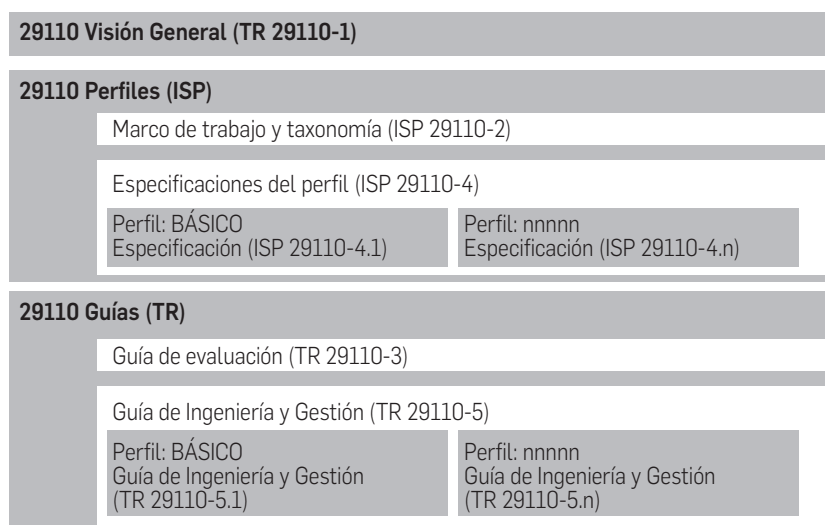 29110 Visión General (TR 29110-1)
29110 Perfiles (ISP)
Marco de trabajo y taxonomía (ISP 29110-2)
Especificaciones del perfil (ISP 29110-4)
Perfil: BÁSICO
Especificación (ISP 29110-4.1)
Perfil: nnnnn
Especificación (ISP 29110-4.n)
29110 Guías (TR)
Guía de evaluación (TR 29110-3)
Guía de Ingeniería y Gestión (TR 29110-5)
Perfil: BÁSICO
Guía de Ingeniería y Gestión
(TR 29110-5.1)
Perfil: nnnnn
Guía de Ingeniería y Gestión
(TR 29110-5.n)